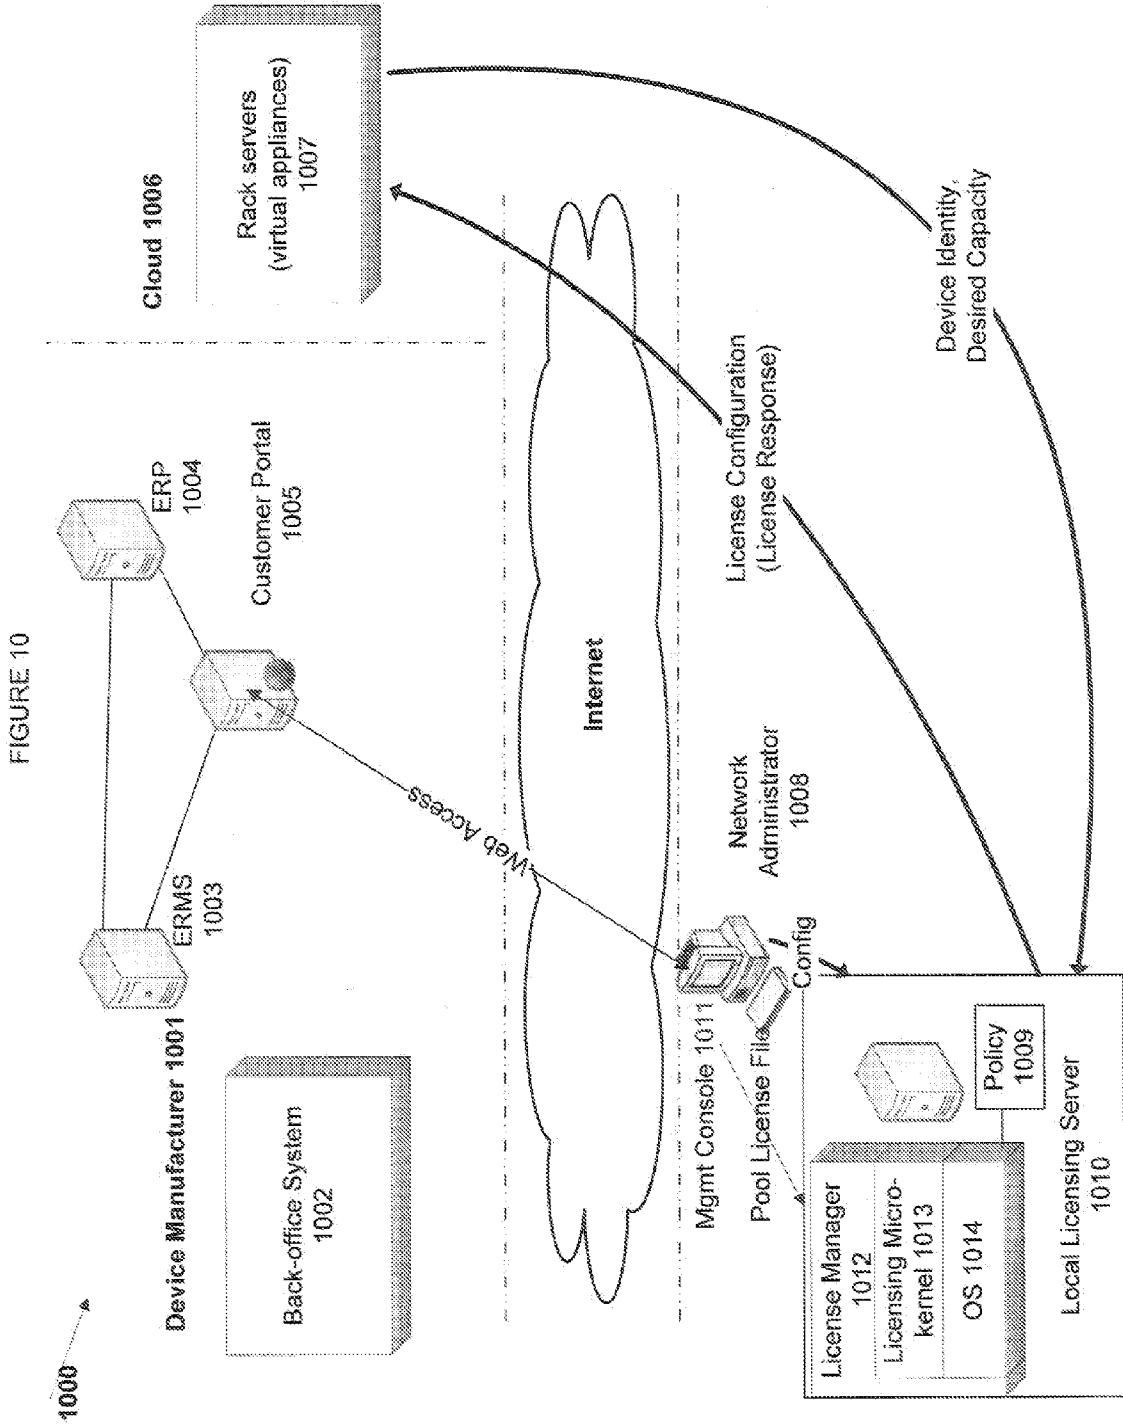 FIGURE 10
1000
Device Manufacturer 1001
Back-office System
1002
ERMS
1003
ERP
1004
Customer Portal
1005
Cloud 1006
Rack servers
(virtual appliances)
1007
Web Access
Internet
Mgmt Console 1011
Pool License File
Config
Network
Administrator
1008
License Configuration
(License Response)
Device Identity,
Desired Capacity
License Manager
1012
Licensing Micro-
kernel 1013
OS 1014
Policy
1009
Local Licensing Server
1010